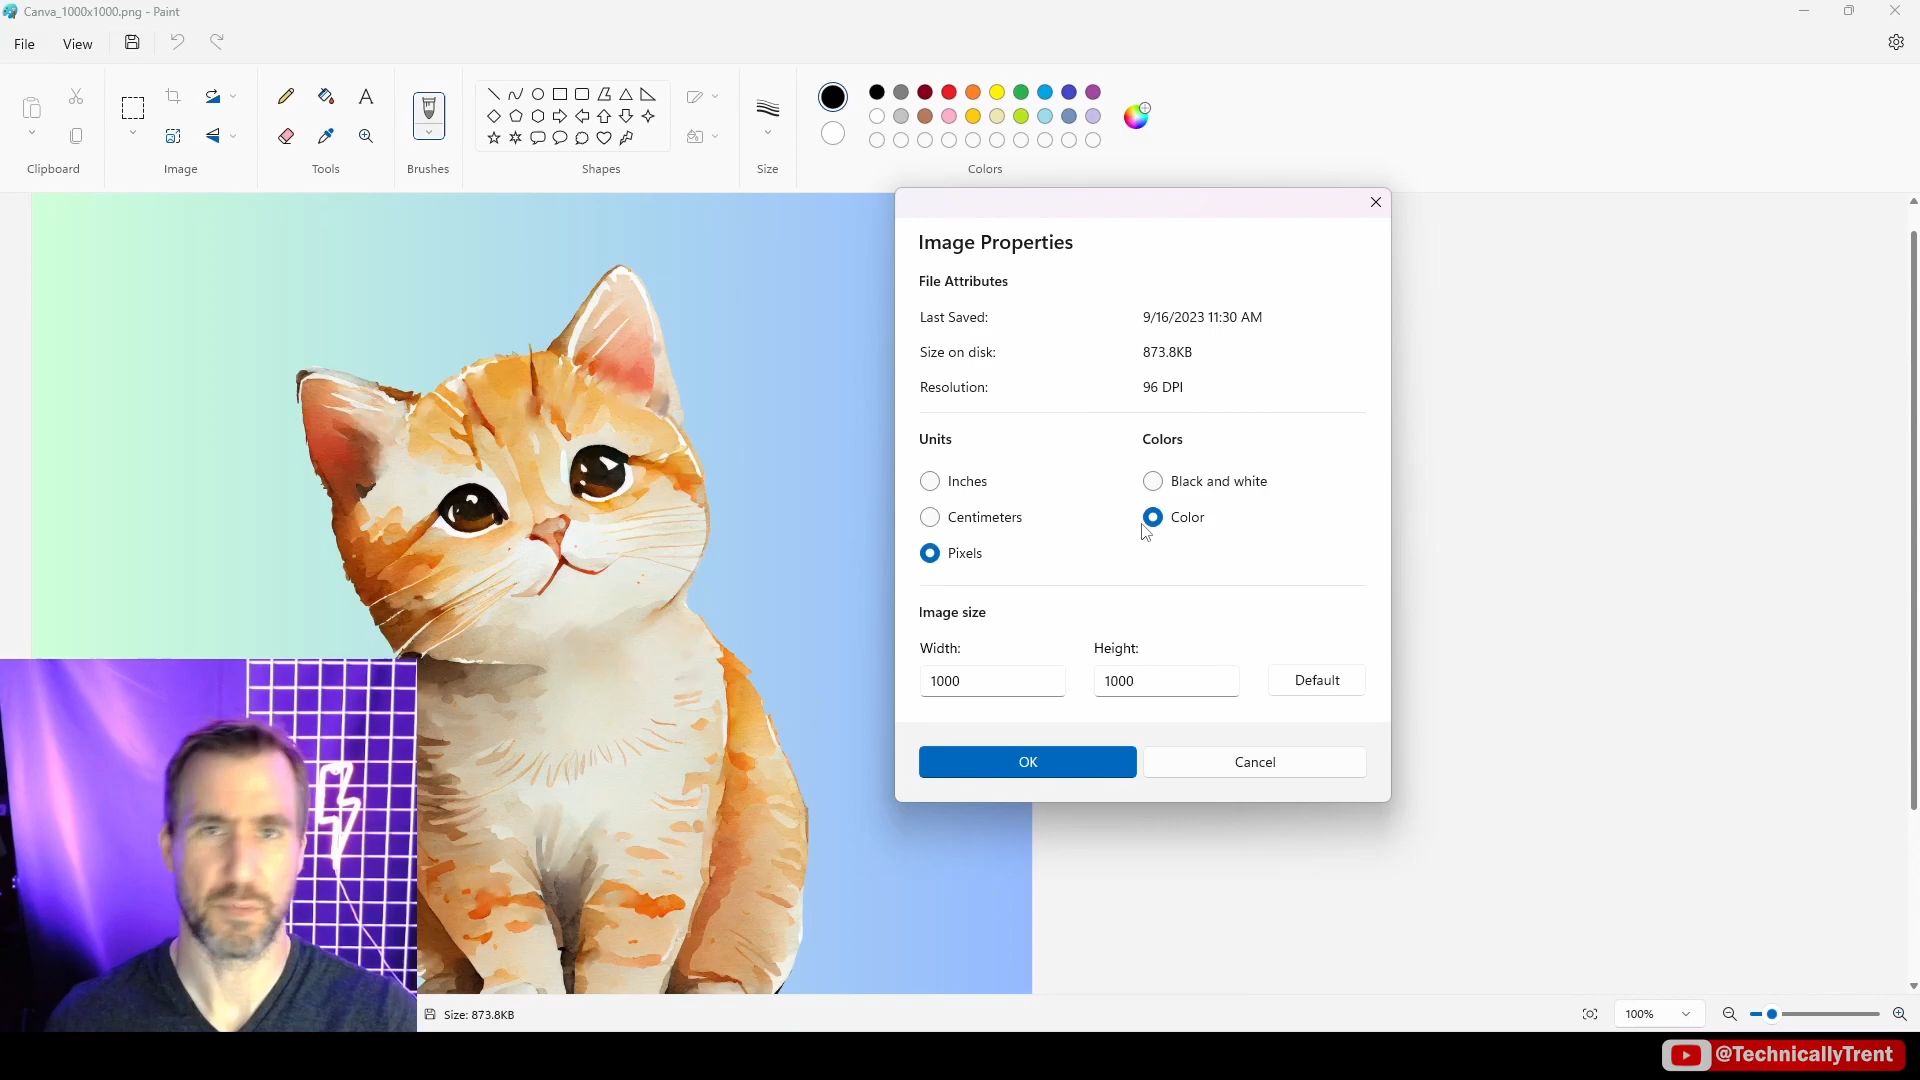 Canva_1000x1000.png - Paint
File
View
Clipboard
Image
Tools
Brushes
Shapes
Size
Colors
Image Properties
File Attributes
Last Saved: 9/16/2023 11:30 AM
Size on disk: 873.8KB
Resolution: 96 DPI
Units
Colors
Inches
Black and white
Centimeters
Color
Pixels
Image size
Width:
Height:
1000
1000
Default
OK
Cancel
Size: 873.8KB
100%
@TechnicallyTrent